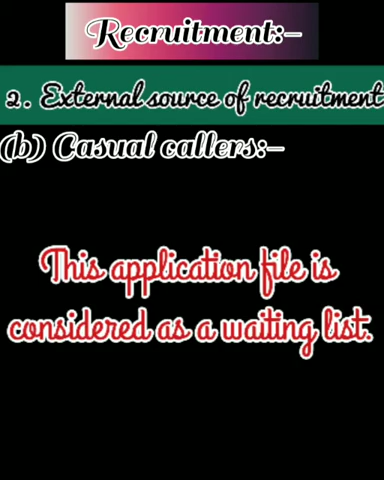 Recruitment:-
2. External source of recruitment
(b) Casual callers:-
This application file is
considered as a waiting list.